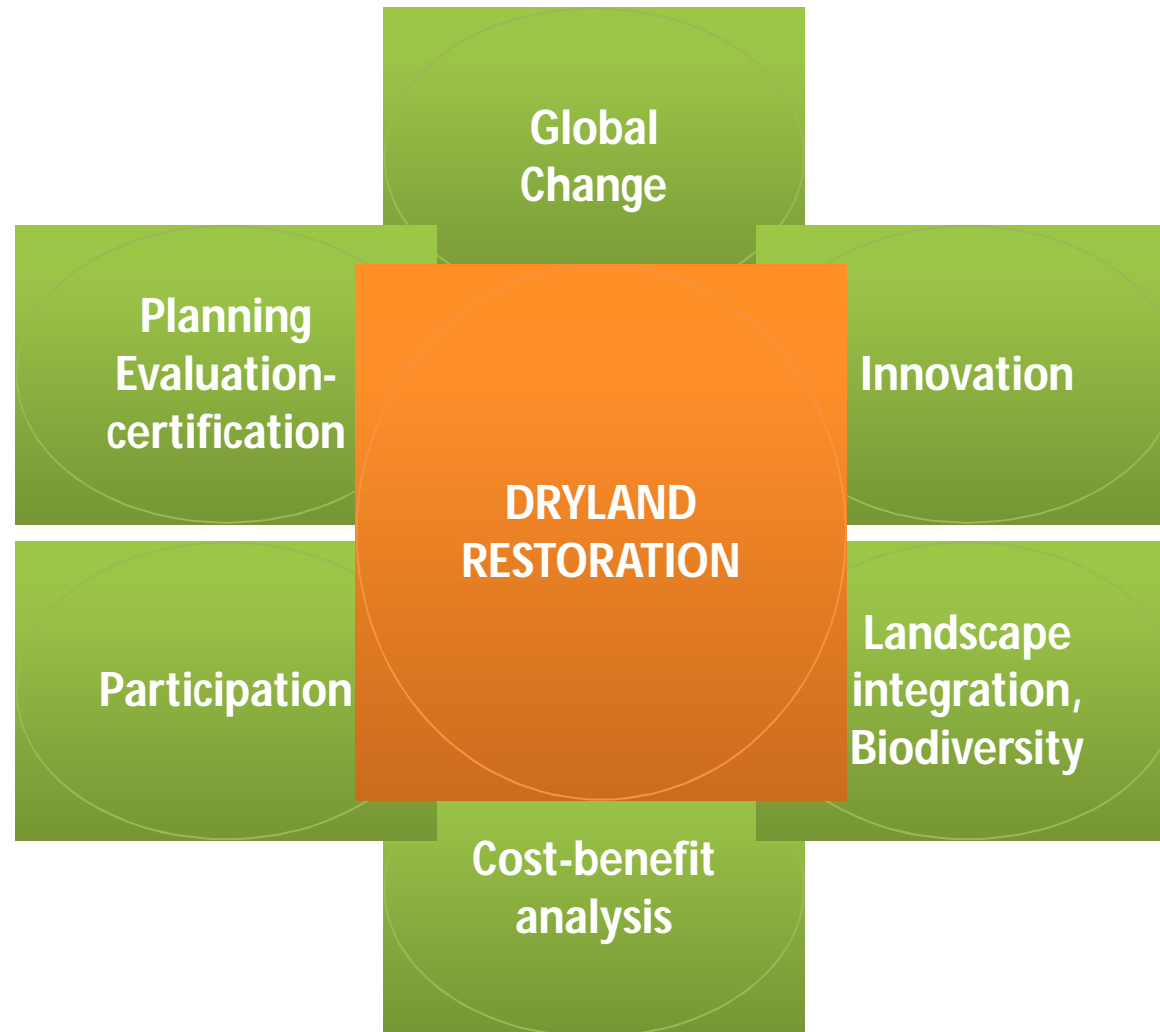 Global
Change
Planning
Evaluation-
certification
Innovation
DRYLAND
RESTORATION
Participation
Landscape
integration,
Biodiversity
Cost-benefit
analysis